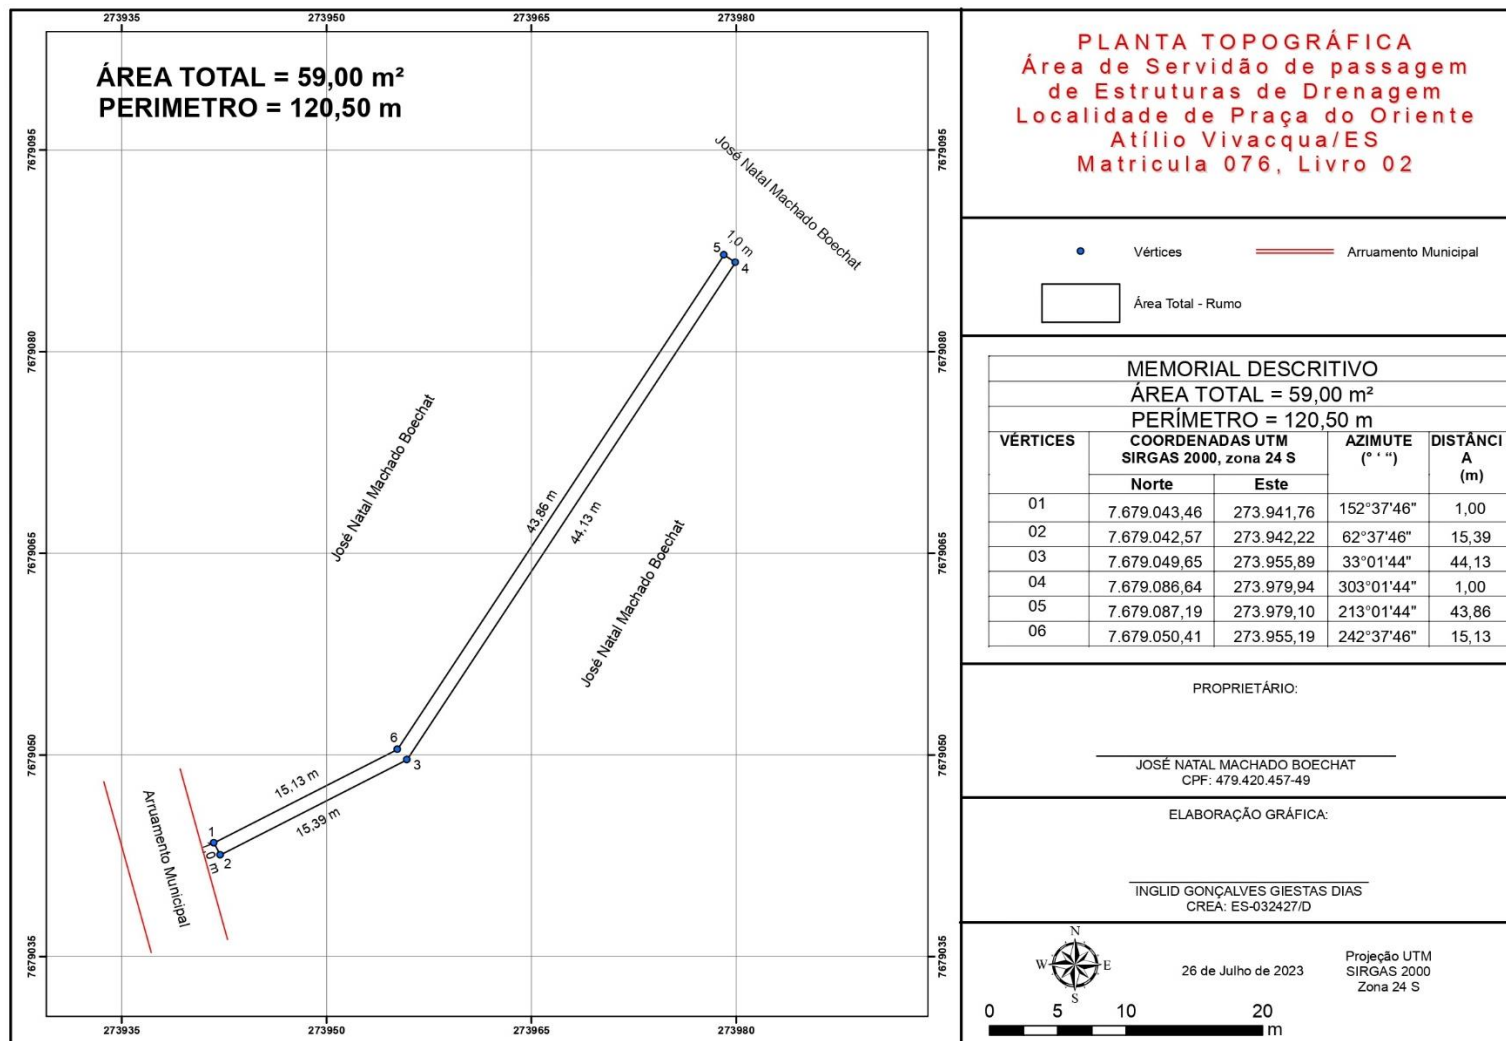 273935
273950
273965
273980
ÁREA TOTAL = 59,00 m²
PERIMETRO = 120,50 m
7679095
7679095
José Natal Machado Boechat
5
1,0 m
4
7679080
7679080
José Natal Machado Boechat
43,86 m
44,13 m
José Natal Machado Boechat
7679065
7679065
6
3
7679050
7679050
15,13 m
15,39 m
1
2
1,0 m
Arruamento Municipal
7679035
7679035
273935
273950
273965
273980
PLANTA TOPOGRÁFICA
Área de Servidão de passagem
de Estruturas de Drenagem
Localidade de Praça do Oriente
Atílio Vivacqua/ES
Matricula 076, Livro 02
Vértices
Arruamento Municipal
Área Total - Rumo
MEMORIAL DESCRITIVO
ÁREA TOTAL = 59,00 m²
PERÍMETRO = 120,50 m
VÉRTICES COORDENADAS UTM AZIMUTE DISTÂNCI
SIRGAS 2000, zona 24 S (° ‘ “) A
Norte Este (m)
01 7.679.043,46 273.941,76 152°37'46" 1,00
02 7.679.042,57 273.942,22 62°37'46" 15,39
03 7.679.049,65 273.955,89 33°01'44" 44,13
04 7.679.086,64 273.979,94 303°01'44" 1,00
05 7.679.087,19 273.979,10 213°01'44" 43,86
06 7.679.050,41 273.955,19 242°37'46" 15,13
PROPRIETÁRIO:
JOSÉ NATAL MACHADO BOECHAT
CPF: 479.420.457-49
ELABORAÇÃO GRÁFICA:
INGLID GONÇALVES GIESTAS DIAS
CREA: ES-032427/D
N
W E
S
26 de Julho de 2023
Projeção UTM
SIRGAS 2000
Zona 24 S
0 5 10 20
m